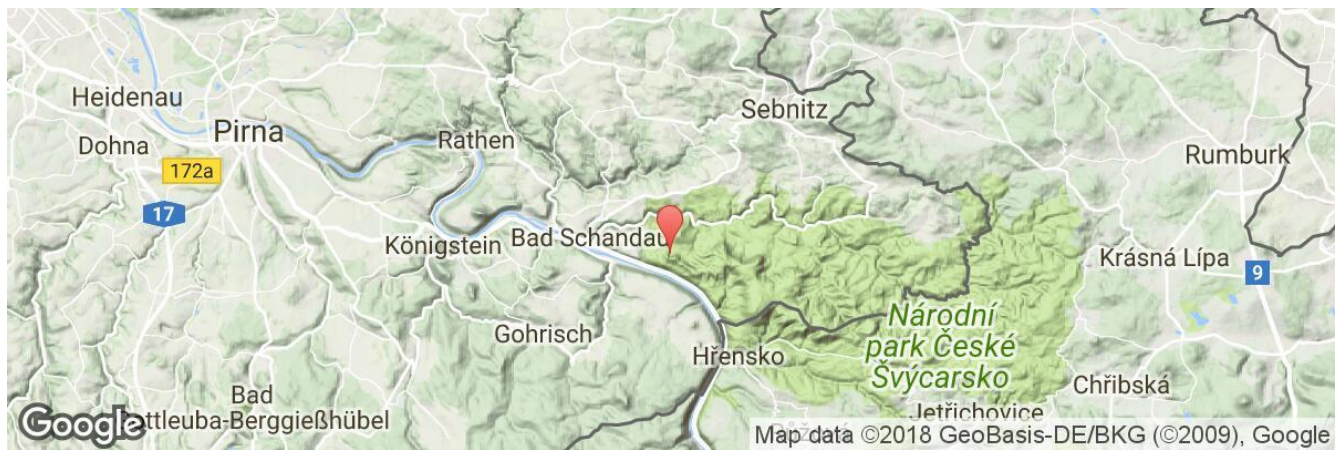 Heidenau
Pirna
Dohna
172a
17
Rathen
Sebnitz
Rumburk
Königstein
Bad Schandau
Krásná Lípa
9
Gohrisch
Hřensko
Národní
park České
Švýcarsko
Chřibská
Bad
ottleuba-Berggießhübel
Jetřichovice
Google
Map data ©2018 GeoBasis-DE/BKG (©2009), Google